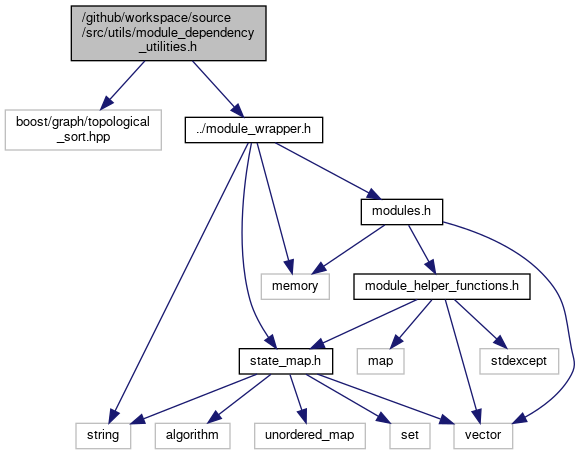 /github/workspace/source
/src/utils/module_dependency
_utilities.h
boost/graph/topological
_sort.hpp
../module_wrapper.h
modules.h
memory
module_helper_functions.h
state_map.h
map
stdexcept
string
algorithm
unordered_map
set
vector